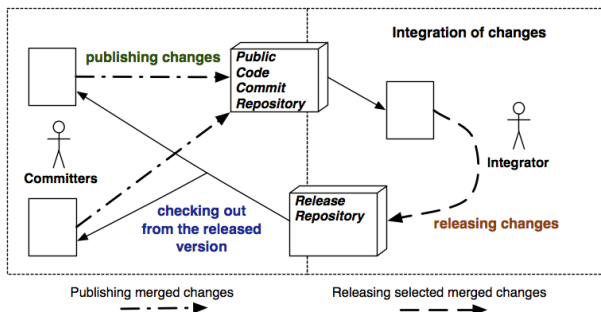 publishing changes
Public
Code
Commit
Repository
Integration of changes
Committers
Integrator
checking out
from the released
version
Release
Repository
releasing changes
Publishing merged changes
Releasing selected merged changes